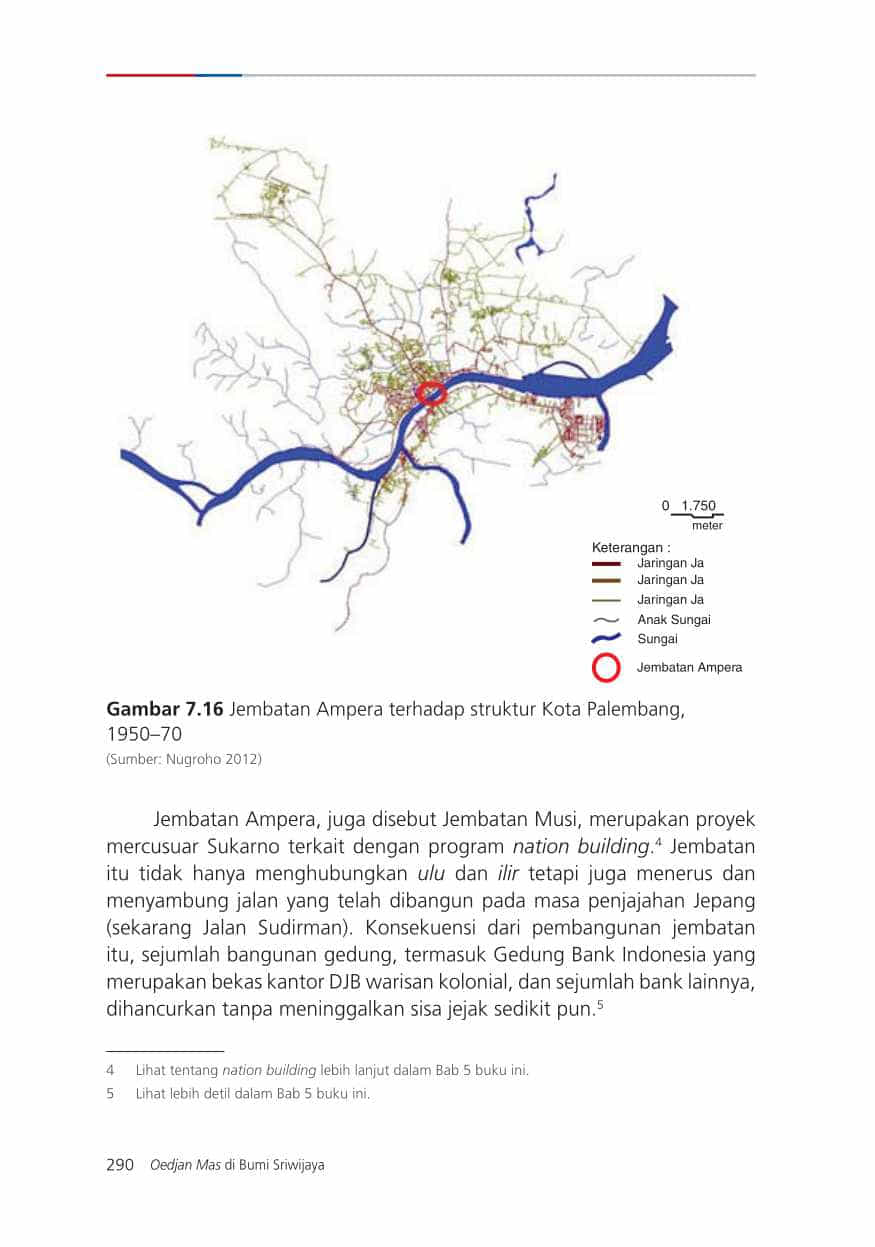 0 1.750
meter
Keterangan :
Jaringan Ja
Jaringan Ja
Jaringan Ja
Anak Sungai
Sungai
Jembatan Ampera
Gambar 7.16 Jembatan Ampera terhadap struktur Kota Palembang,
1950–70
(Sumber: Nugroho 2012)
Jembatan Ampera, juga disebut Jembatan Musi, merupakan proyek
mercusuar Sukarno terkait dengan program nation building.4 Jembatan
itu tidak hanya menghubungkan ulu dan ilir tetapi juga menerus dan
menyambung jalan yang telah dibangun pada masa penjajahan Jepang
(sekarang Jalan Sudirman). Konsekuensi dari pembangunan jembatan
itu, sejumlah bangunan gedung, termasuk Gedung Bank Indonesia yang
merupakan bekas kantor DJB warisan kolonial, dan sejumlah bank lainnya,
dihancurkan tanpa meninggalkan sisa jejak sedikit pun.5
4 Lihat tentang nation building lebih lanjut dalam Bab 5 buku ini.
5 Lihat lebih detil dalam Bab 5 buku ini.
290 Oedjan Mas di Bumi Sriwijaya